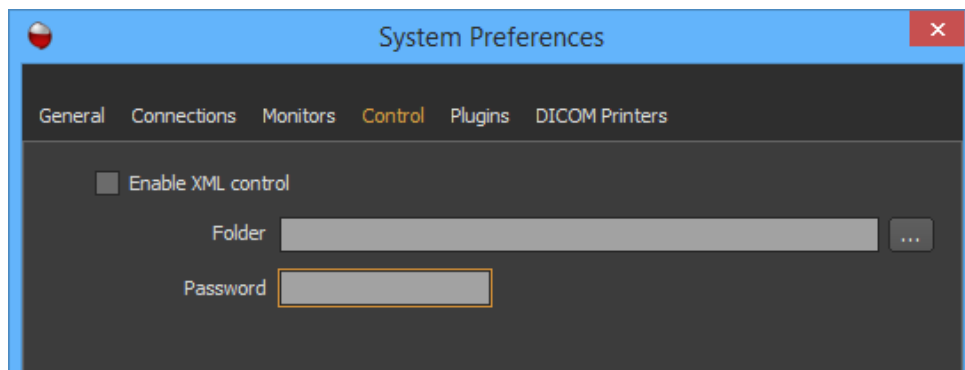 System Preferences
General Connections Monitors Control Plugins DICOM Printers
Enable XML control
Folder ...
Password